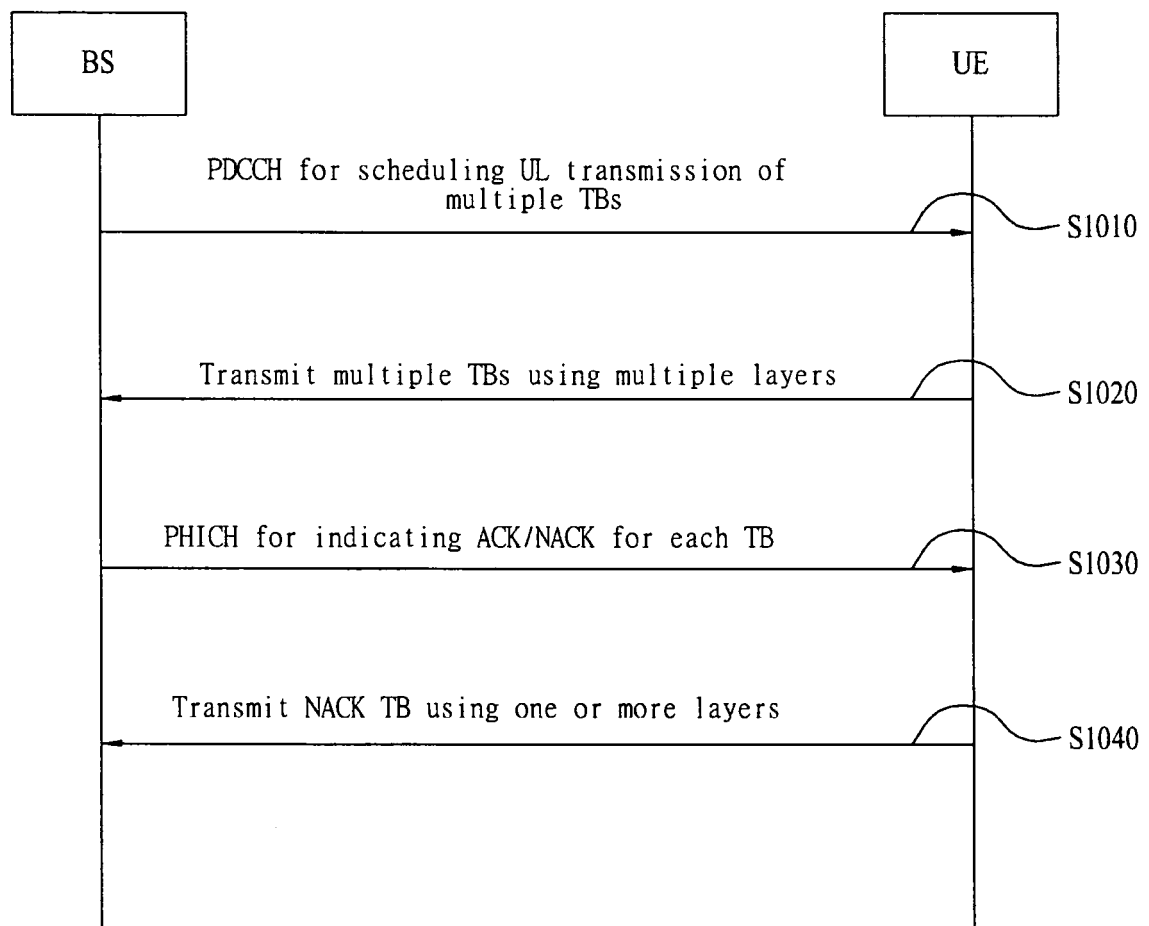 BS
UE
PDCCH for scheduling UL transmission of
multiple TBs
S1010
Transmit multiple TBs using multiple layers
S1020
PHICH for indicating ACK/NACK for each TB
S1030
Transmit NACK TB using one or more layers
S1040